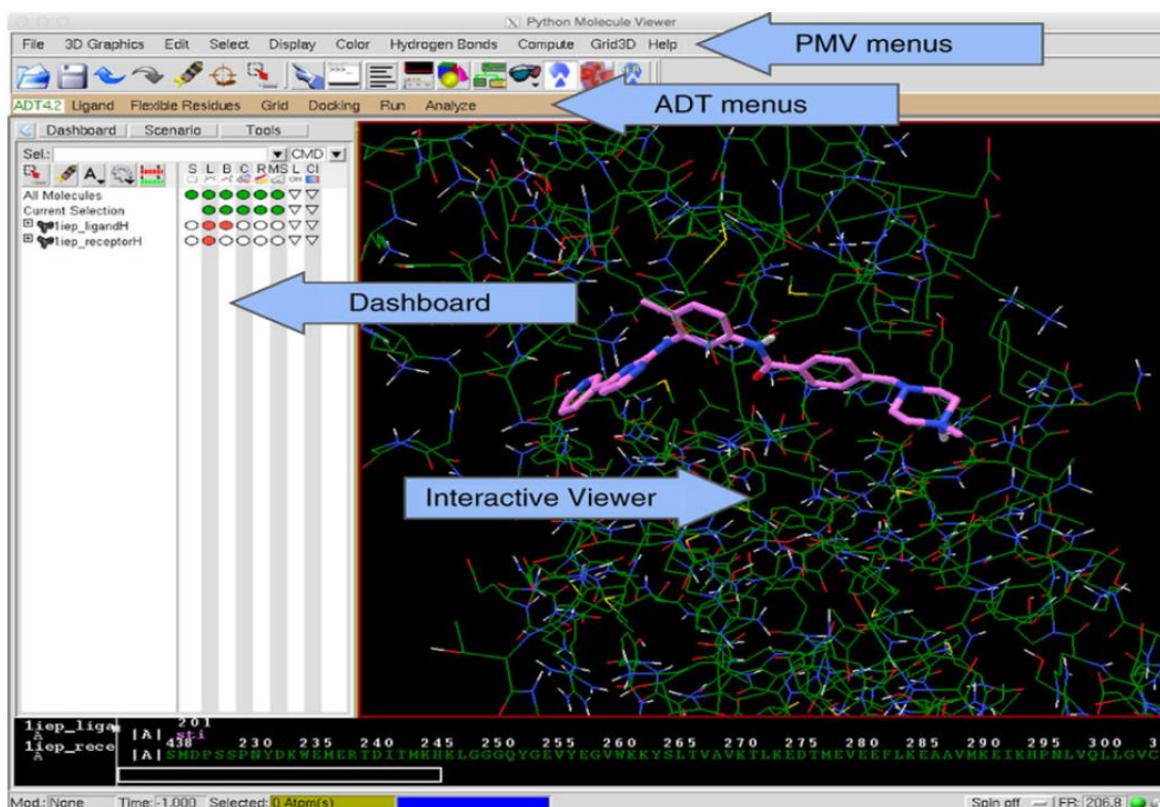 Python Molecule Viewer
File 3D Graphics Edit Select Display Color Hydrogen Bonds Compute Grid3D Help
PMV menus
ADT4.2 Ligand Flexible Residues Grid Docking Run Analyze
ADT menus
Dashboard Scenario Tools
Sel.: CMD
S L B C R MS L Cl
All Molecules
Current Selection
1iep_ligandH
1iep_receptorH
Dashboard
Interactive Viewer
201
1iep_liga |A| sti
A
438 230 235 240 245 250 255 260 265 270 275 280 285 290 295 300
1iep_rece |A| SMDPSSPNYDKWEMERTDITMKHKLGGGQYGEVYEGVWKKYSLTVAVKTLKEDTMEVEEFLKEAAVMKEIKHPNLVQLLGVC
A
Mod.: None Time: -1.000 Selected: 0 Atom(s) Spin off FR: 206.8